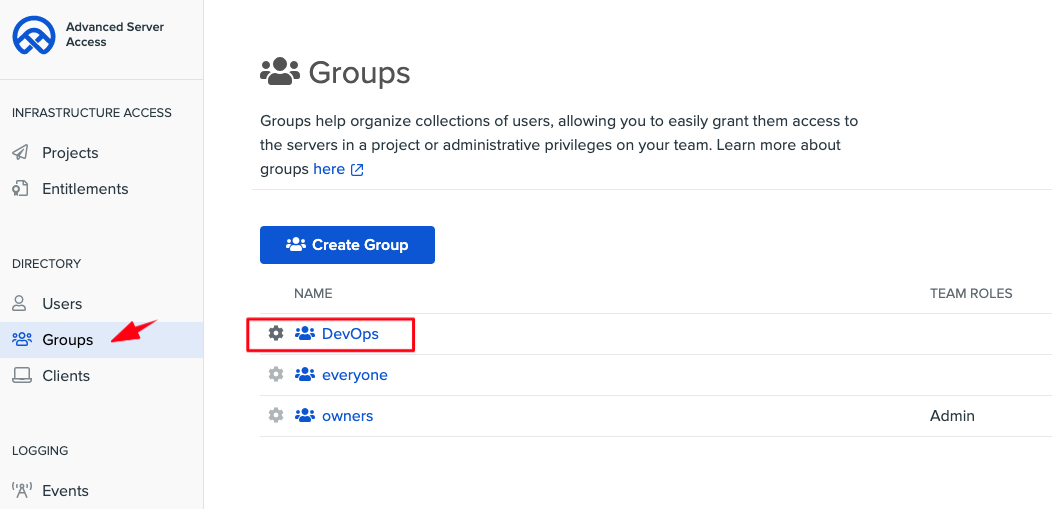 Advanced Server
Access
INFRASTRUCTURE ACCESS
Projects
Entitlements
DIRECTORY
Users
Groups
Clients
LOGGING
Events
Groups
Groups help organize collections of users, allowing you to easily grant them access to
the servers in a project or administrative privileges on your team. Learn more about
groups here
Create Group
NAME TEAM ROLES
DevOps
everyone
owners Admin